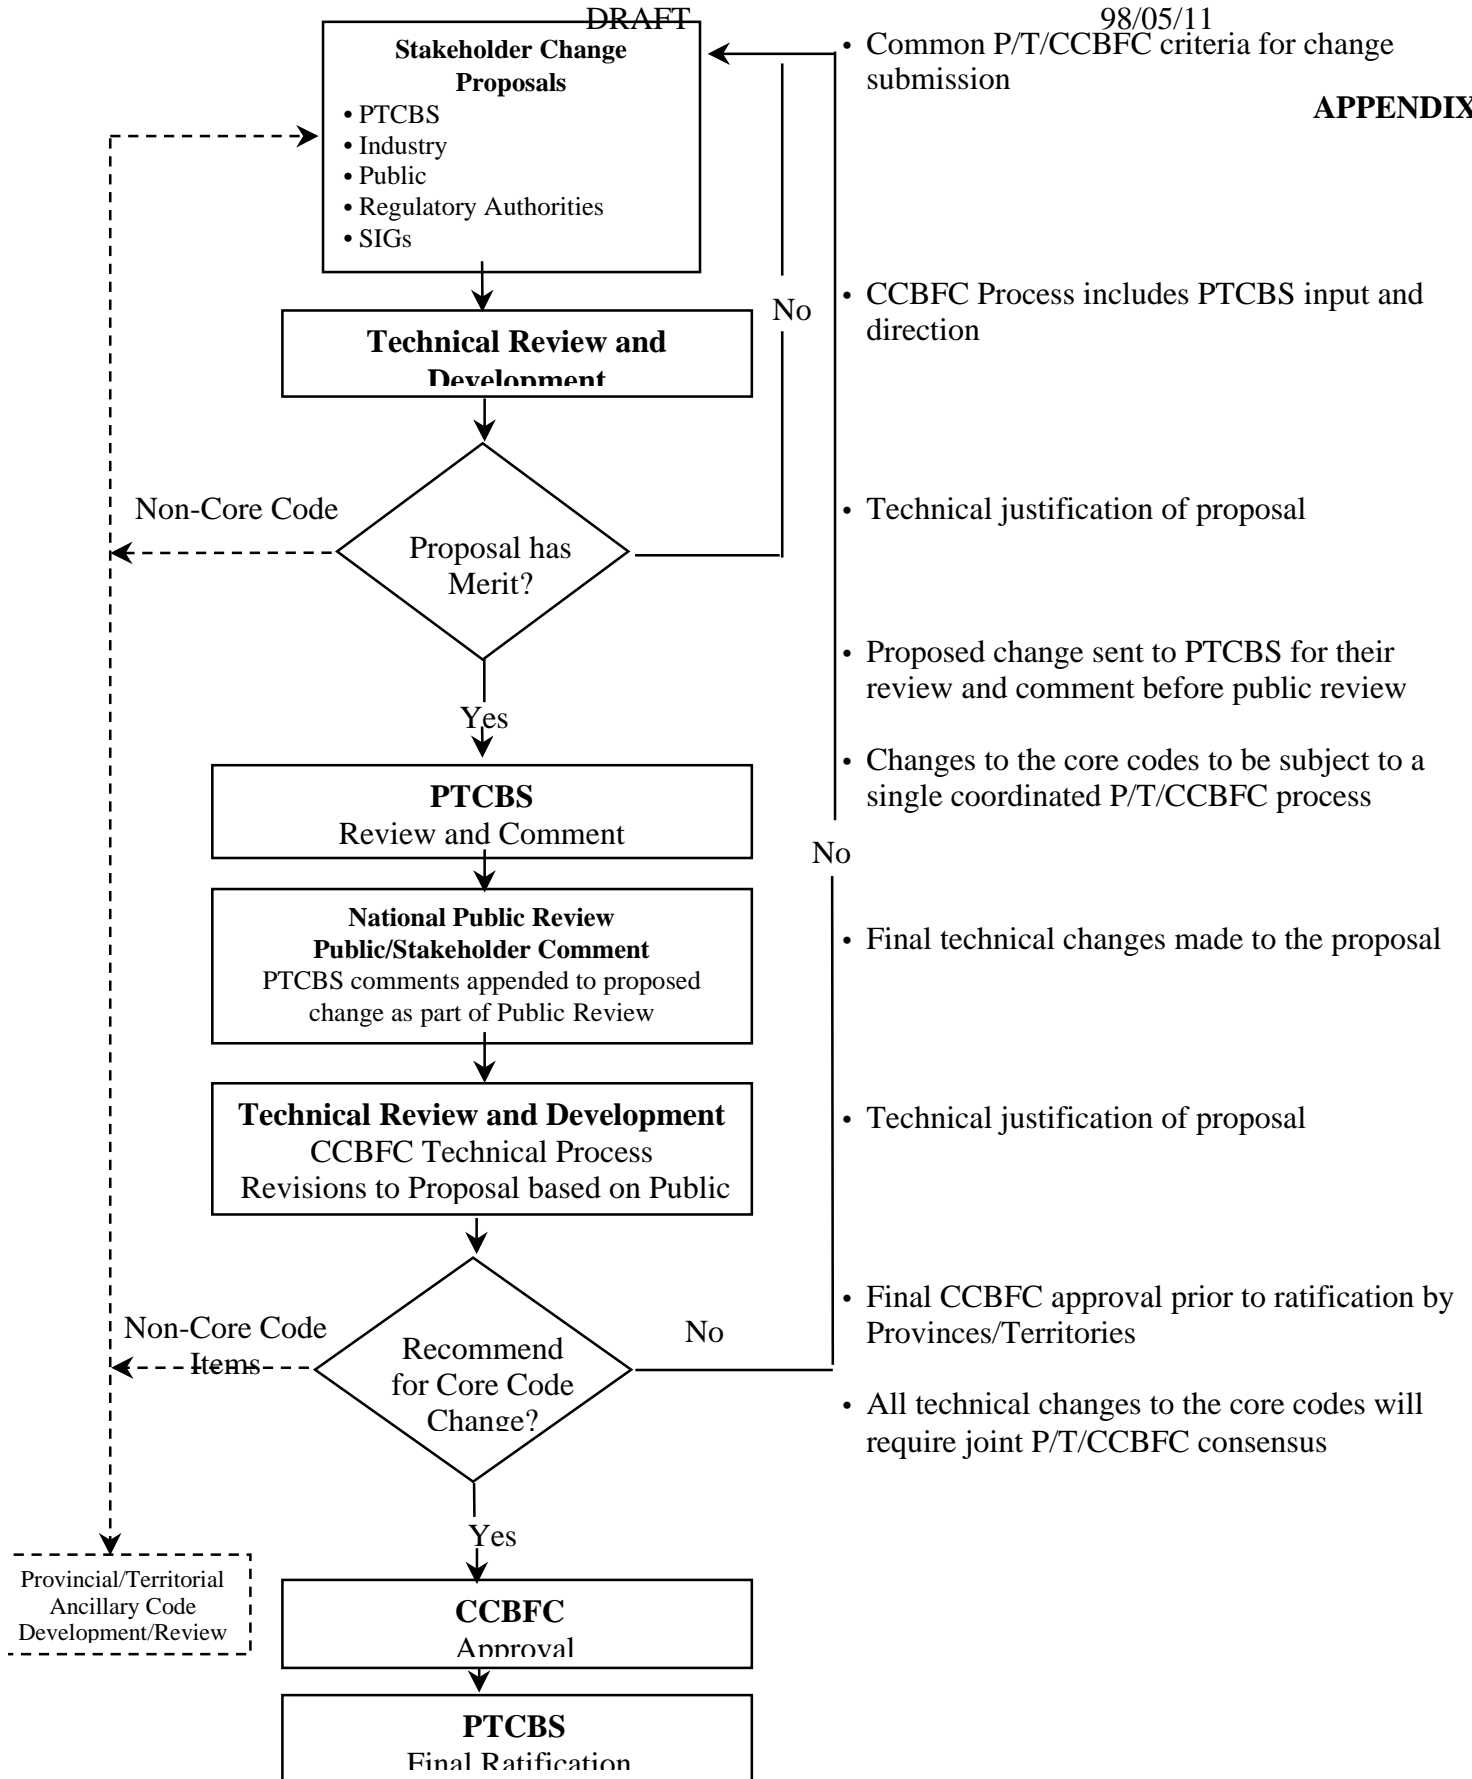 DRAFT 98/05/11
APPENDIX
Stakeholder Change
Proposals
• PTCBS
• Industry
• Public
• Regulatory Authorities
• SIGs
Technical Review and
Development
No
Non-Core Code
Proposal has
Merit?
Yes
PTCBS
Review and Comment
No
National Public Review
Public/Stakeholder Comment
PTCBS comments appended to proposed
change as part of Public Review
Technical Review and Development
CCBFC Technical Process
Revisions to Proposal based on Public
Non-Core Code
Items
No
Recommend
for Core Code
Change?
Yes
Provincial/Territorial
Ancillary Code
Development/Review
CCBFC
Approval
PTCBS
Final Ratification
• Common P/T/CCBFC criteria for change
submission
• CCBFC Process includes PTCBS input and
direction
• Technical justification of proposal
• Proposed change sent to PTCBS for their
review and comment before public review
• Changes to the core codes to be subject to a
single coordinated P/T/CCBFC process
• Final technical changes made to the proposal
• Technical justification of proposal
• Final CCBFC approval prior to ratification by
Provinces/Territories
• All technical changes to the core codes will
require joint P/T/CCBFC consensus